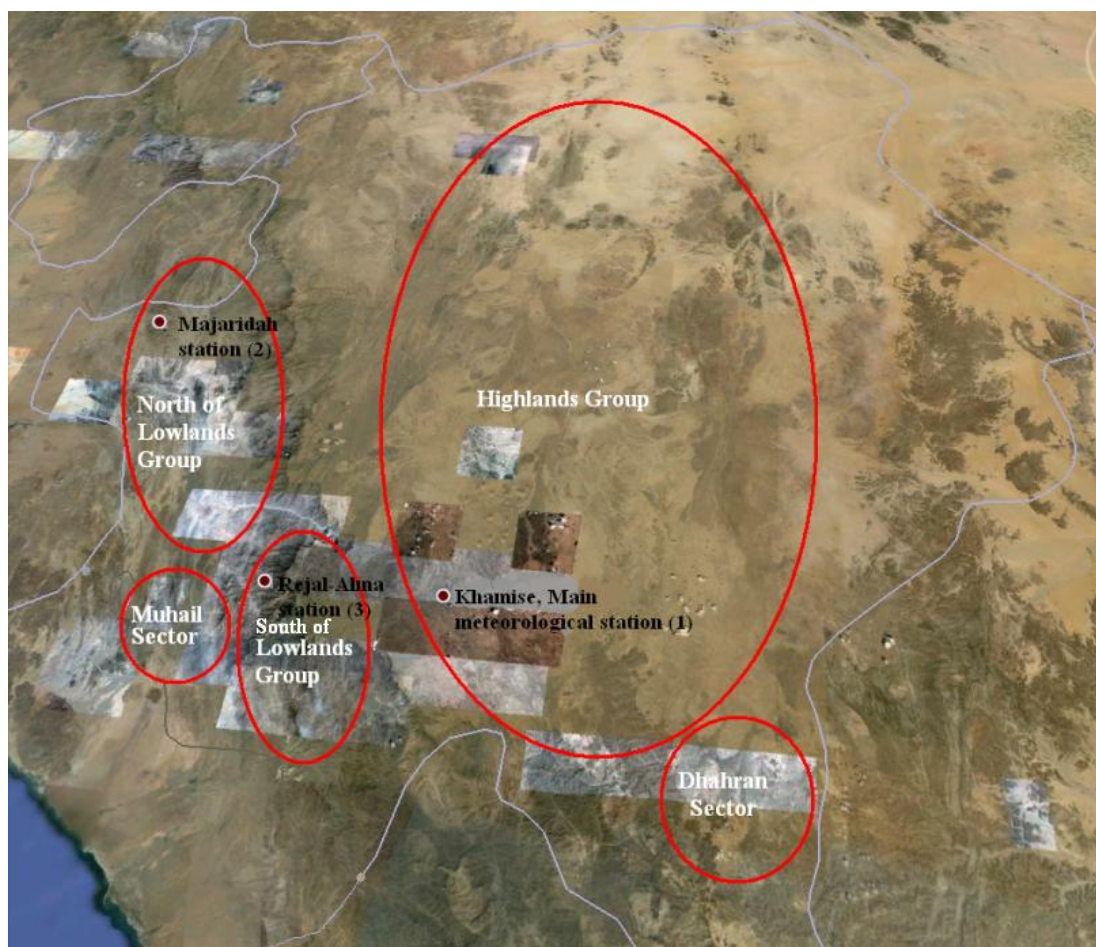 Majaridah
station (2)
North of
Lowlands
Group
Highlands Group
Rejal-Alma
station (3)
Khamise, Main
meteorological station (1)
Muhail
Sector
South of
Lowlands
Group
Dhahran
Sector